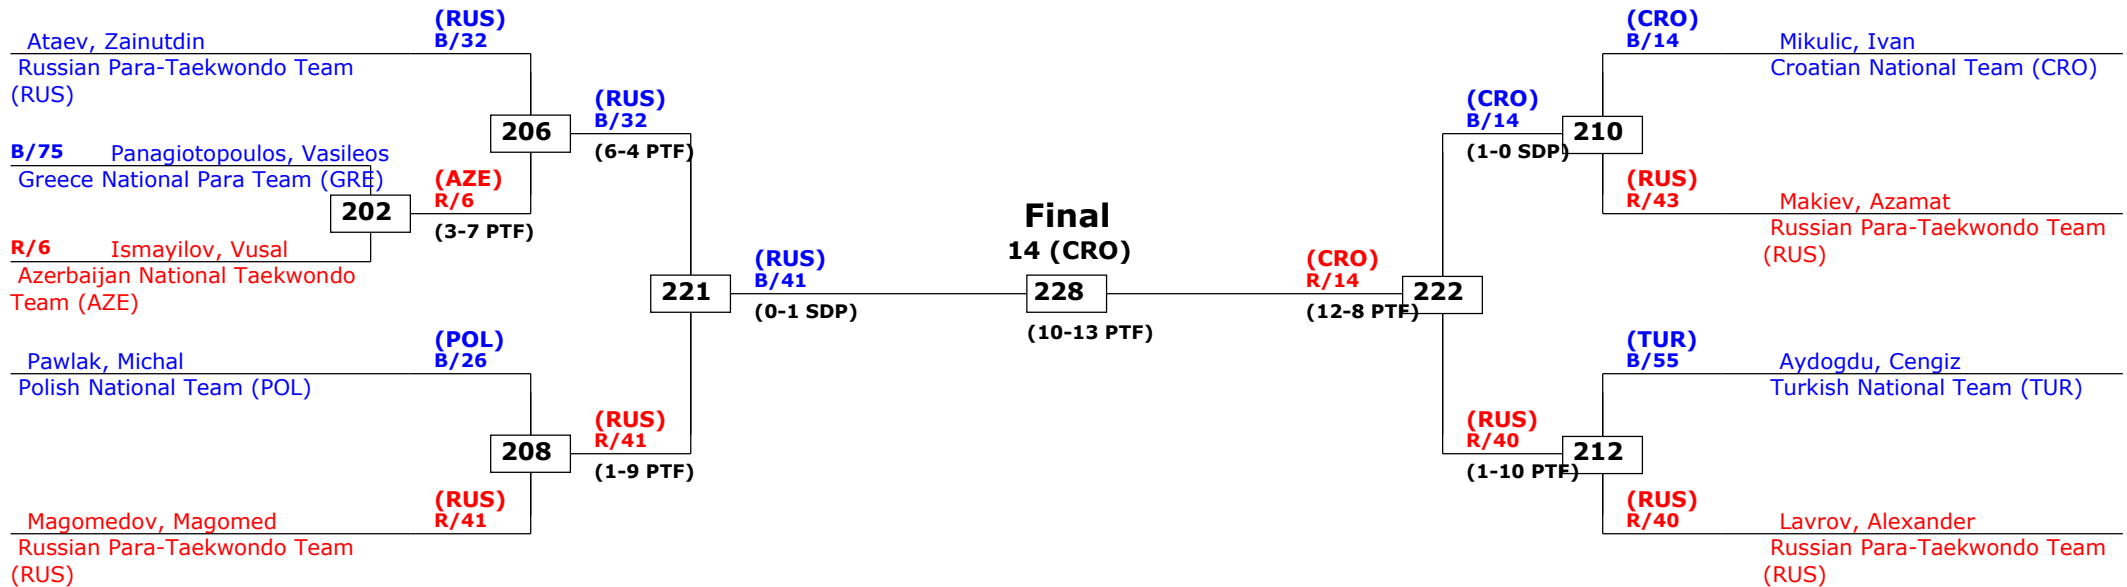 (RUS)
B/32
Ataev, Zainutdin
Russian Para-Taekwondo Team
(RUS)
206
(RUS)
B/32
(6-4 PTF)
B/75 Panagiotopoulos, Vasileos
Greece National Para Team (GRE)
202
(AZE)
R/6
(3-7 PTF)
R/6 Ismayilov, Vusal
Azerbaijan National Taekwondo
Team (AZE)
221
(RUS)
B/41
(0-1 SDP)
(POL)
B/26
Pawlak, Michal
Polish National Team (POL)
208
(RUS)
R/41
(1-9 PTF)
(RUS)
R/41
Magomedov, Magomed
Russian Para-Taekwondo Team
(RUS)
Final
14 (CRO)
228
(10-13 PTF)
(CRO)
B/14
Mikulic, Ivan
Croatian National Team (CRO)
(CRO)
B/14
(1-0 SDP)
210
(RUS)
R/43
Makiev, Azamat
Russian Para-Taekwondo Team
(RUS)
(CRO)
R/14
(12-8 PTF)
222
(TUR)
B/55
Aydogdu, Cengiz
Turkish National Team (TUR)
(RUS)
R/40
(1-10 PTF)
212
(RUS)
R/40
Lavrov, Alexander
Russian Para-Taekwondo Team
(RUS)